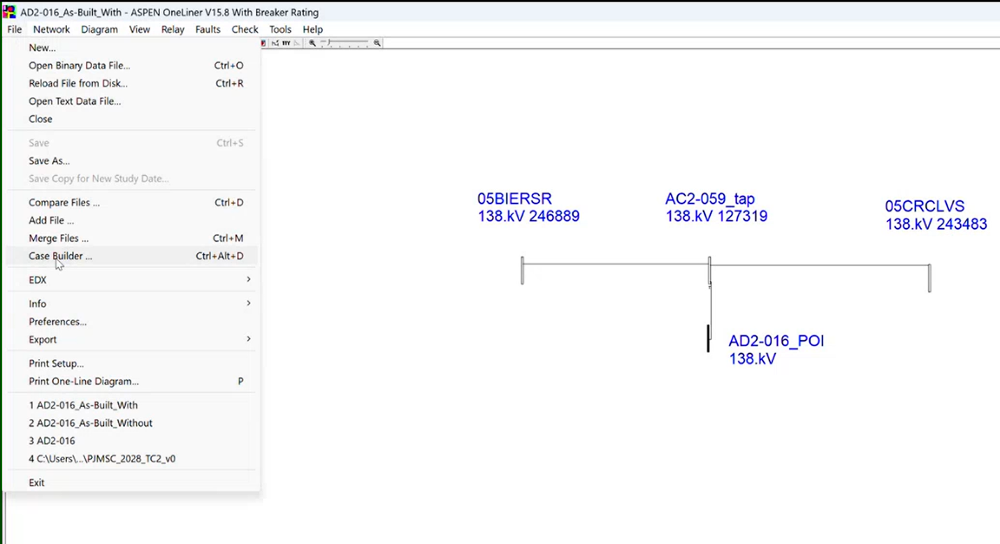 AD2-016_As-Built_With - ASPEN OneLiner V15.8 With Breaker Rating
File Network Diagram View Relay Faults Check Tools Help
New...
Open Binary Data File... Ctrl+O
Reload File from Disk... Ctrl+R
Open Text Data File...
Close
Save Ctrl+S
Save As...
Save Copy for New Study Date...
Compare Files ... Ctrl+D
Add File ...
Merge Files ... Ctrl+M
Case Builder ... Ctrl+Alt+D
EDX
Info
Preferences...
Export
Print Setup...
Print One-Line Diagram... P
1 AD2-016_As-Built_With
2 AD2-016_As-Built_Without
3 AD2-016
4 C:\Users\...\PJMSC_2028_TC2_v0
Exit
05BIERSR
138.kV 246889
AC2-059_tap
138.kV 127319
05CRCLVS
138.kV 243483
AD2-016_POI
138.kV